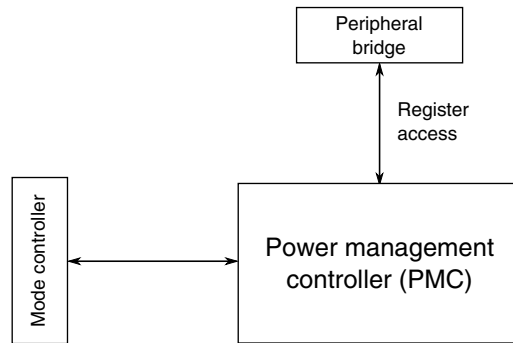 Peripheral
bridge
Register
access
Mode controller
Power management
controller (PMC)